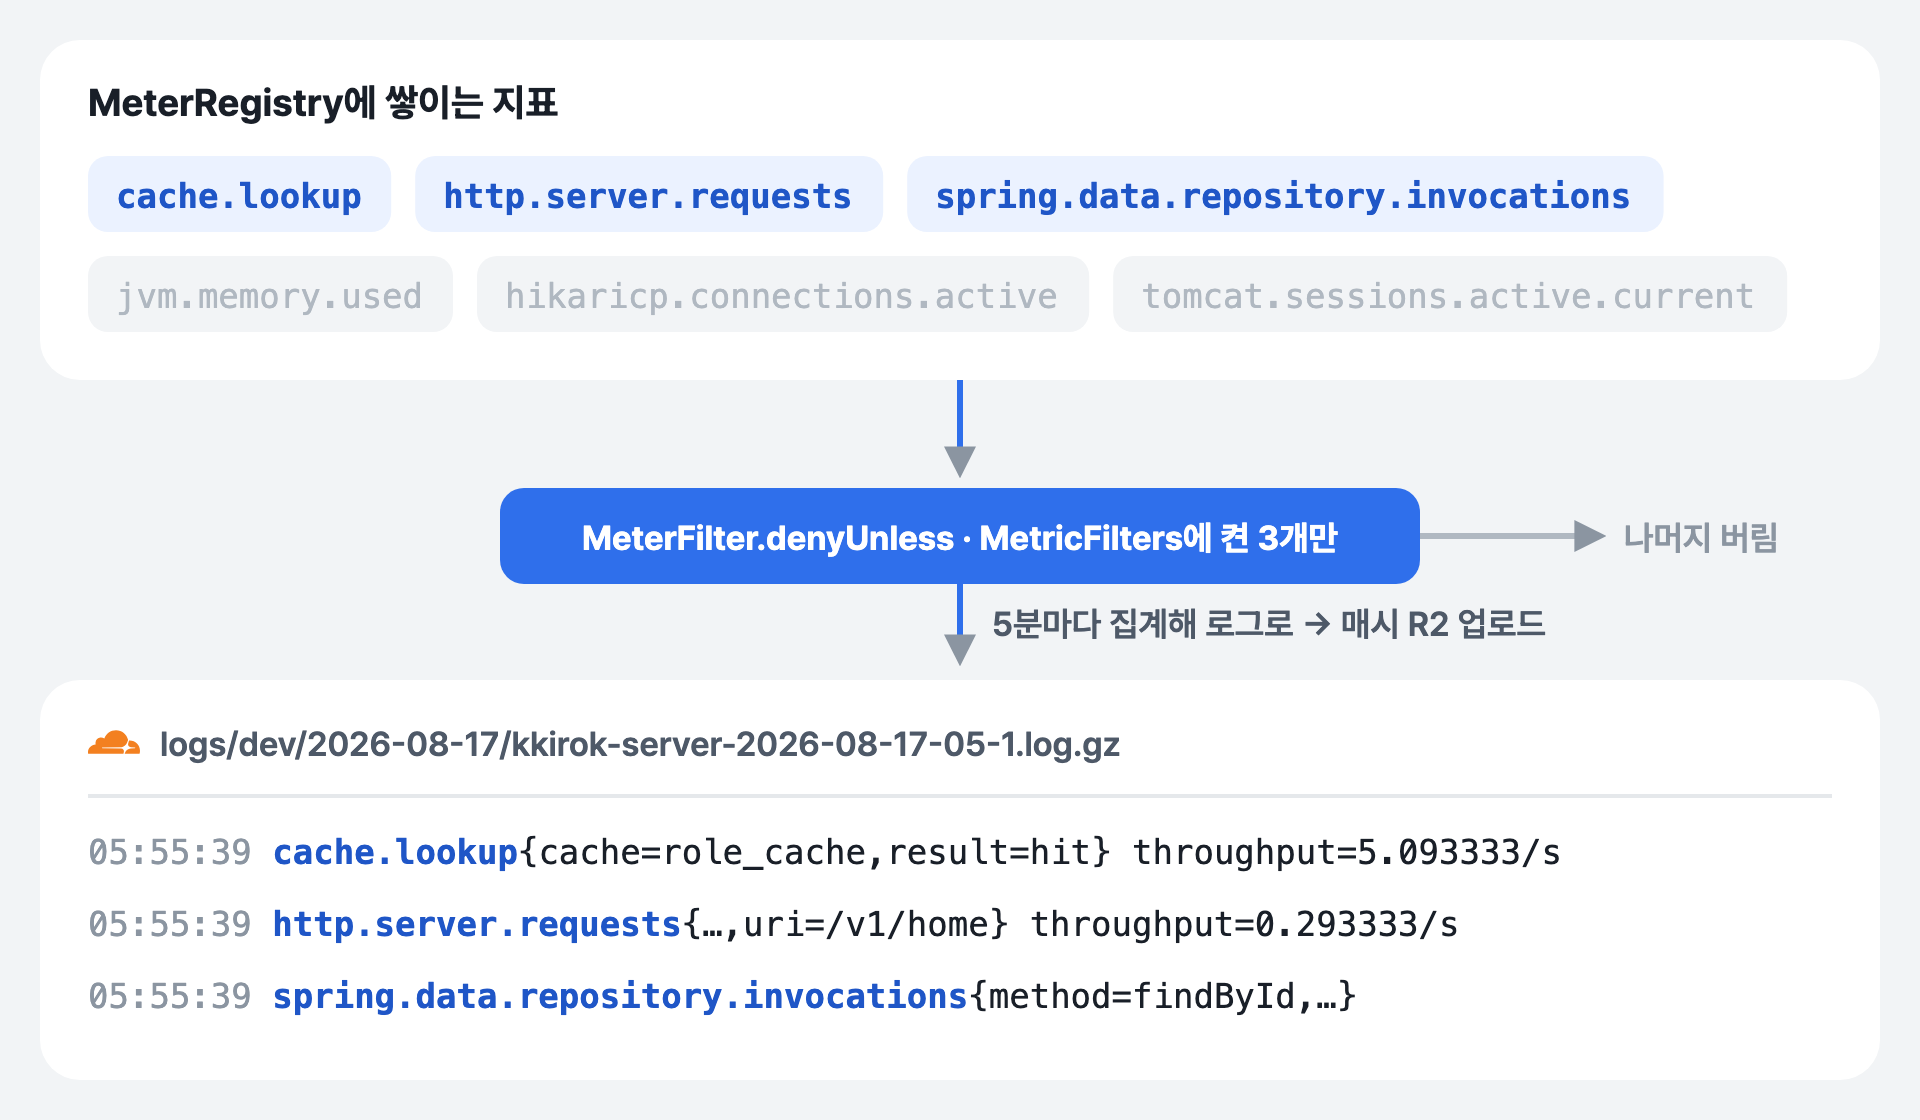 MeterRegistry에 쌓이는 지표
cache.lookup http.server.requests spring.data.repository.invocations
jvm.memory.used hikaricp.connections.active tomcat.sessions.active.current
MeterFilter.denyUnless · MetricFilters에 켠 3개만 나머지 버림
5분마다 집계해 로그로 → 매시 R2 업로드
logs/dev/2026-08-17/kkirok-server-2026-08-17-05-1.log.gz
05:55:39 cache.lookup{cache=role_cache,result=hit} throughput=5.093333/s
05:55:39 http.server.requests{…,uri=/v1/home} throughput=0.293333/s
05:55:39 spring.data.repository.invocations{method=findById,…}